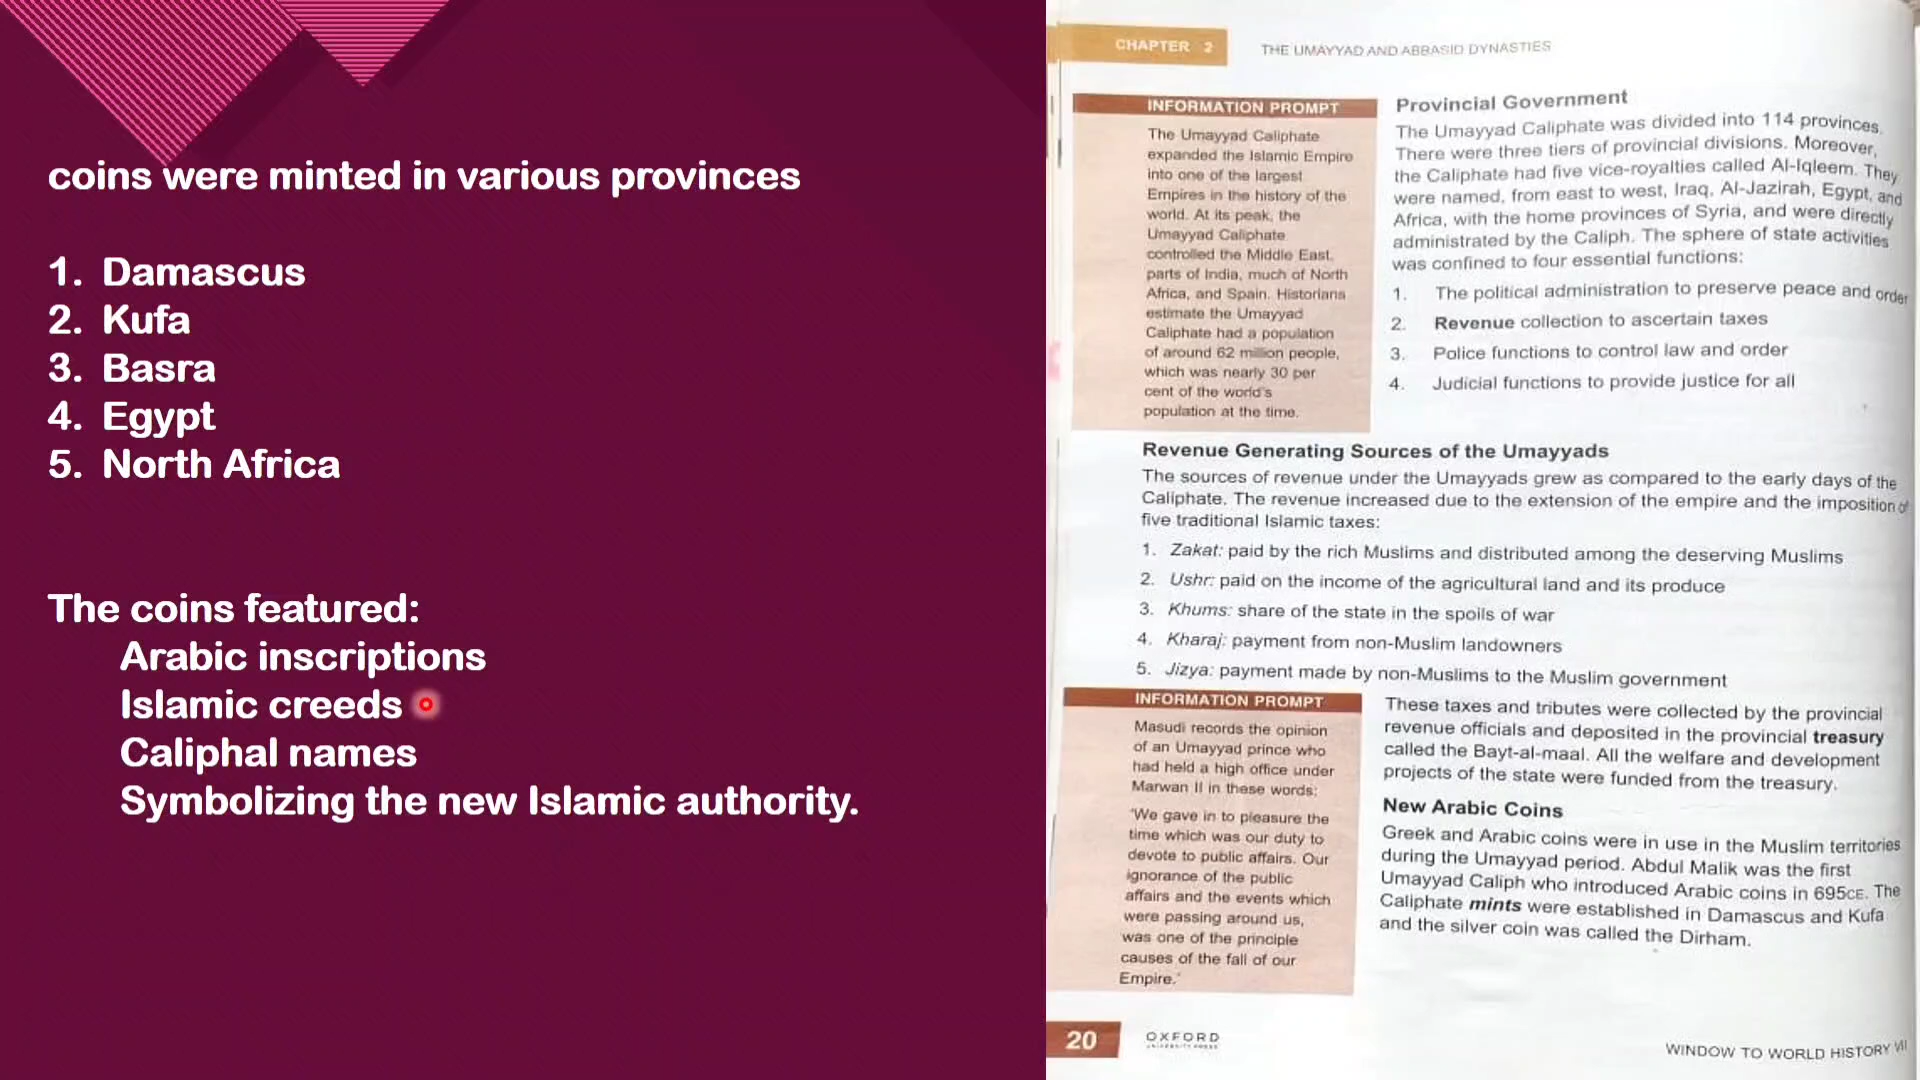 coins were minted in various provinces
1. Damascus
2. Kufa
3. Basra
4. Egypt
5. North Africa
The coins featured:
Arabic inscriptions
Islamic creeds
Caliphal names
Symbolizing the new Islamic authority.
CHAPTER 2
THE UMAYYAD AND ABBASID DYNASTIES
INFORMATION PROMPT
The Umayyad Caliphate
expanded the Islamic Empire
into one of the largest
Empires in the history of the
world. At its peak, the
Umayyad Caliphate
controlled the Middle East,
parts of India, much of North
Africa, and Spain. Historians
estimate the Umayyad
Caliphate had a population
of around 62 million people,
which was nearly 30 per
cent of the world's
population at the time.
Provincial Government
The Umayyad Caliphate was divided into 114 provinces.
There were three tiers of provincial divisions. Moreover,
the Caliphate had five vice-royalties called Al-Iqleem. They
were named, from east to west, Iraq, Al-Jazirah, Egypt, and
Africa, with the home provinces of Syria, and were directly
administrated by the Caliph. The sphere of state activities
was confined to four essential functions:
1. The political administration to preserve peace and order
2. Revenue collection to ascertain taxes
3. Police functions to control law and order
4. Judicial functions to provide justice for all
Revenue Generating Sources of the Umayyads
The sources of revenue under the Umayyads grew as compared to the early days of the
Caliphate. The revenue increased due to the extension of the empire and the imposition of
five traditional Islamic taxes:
1. Zakat: paid by the rich Muslims and distributed among the deserving Muslims
2. Ushr: paid on the income of the agricultural land and its produce
3. Khums: share of the state in the spoils of war
4. Kharaj: payment from non-Muslim landowners
5. Jizya: payment made by non-Muslims to the Muslim government
INFORMATION PROMPT
Masudi records the opinion
of an Umayyad prince who
had held a high office under
Marwan II in these words:
'We gave in to pleasure the
time which was our duty to
devote to public affairs. Our
ignorance of the public
affairs and the events which
were passing around us,
was one of the principle
causes of the fall of our
Empire.'
These taxes and tributes were collected by the provincial
revenue officials and deposited in the provincial treasury
called the Bayt-al-maal. All the welfare and development
projects of the state were funded from the treasury.
New Arabic Coins
Greek and Arabic coins were in use in the Muslim territories
during the Umayyad period. Abdul Malik was the first
Umayyad Caliph who introduced Arabic coins in 695CE. The
Caliphate mints were established in Damascus and Kufa
and the silver coin was called the Dirham.
20
OXFORD
UNIVERSITY PRESS
WINDOW TO WORLD HISTORY VII